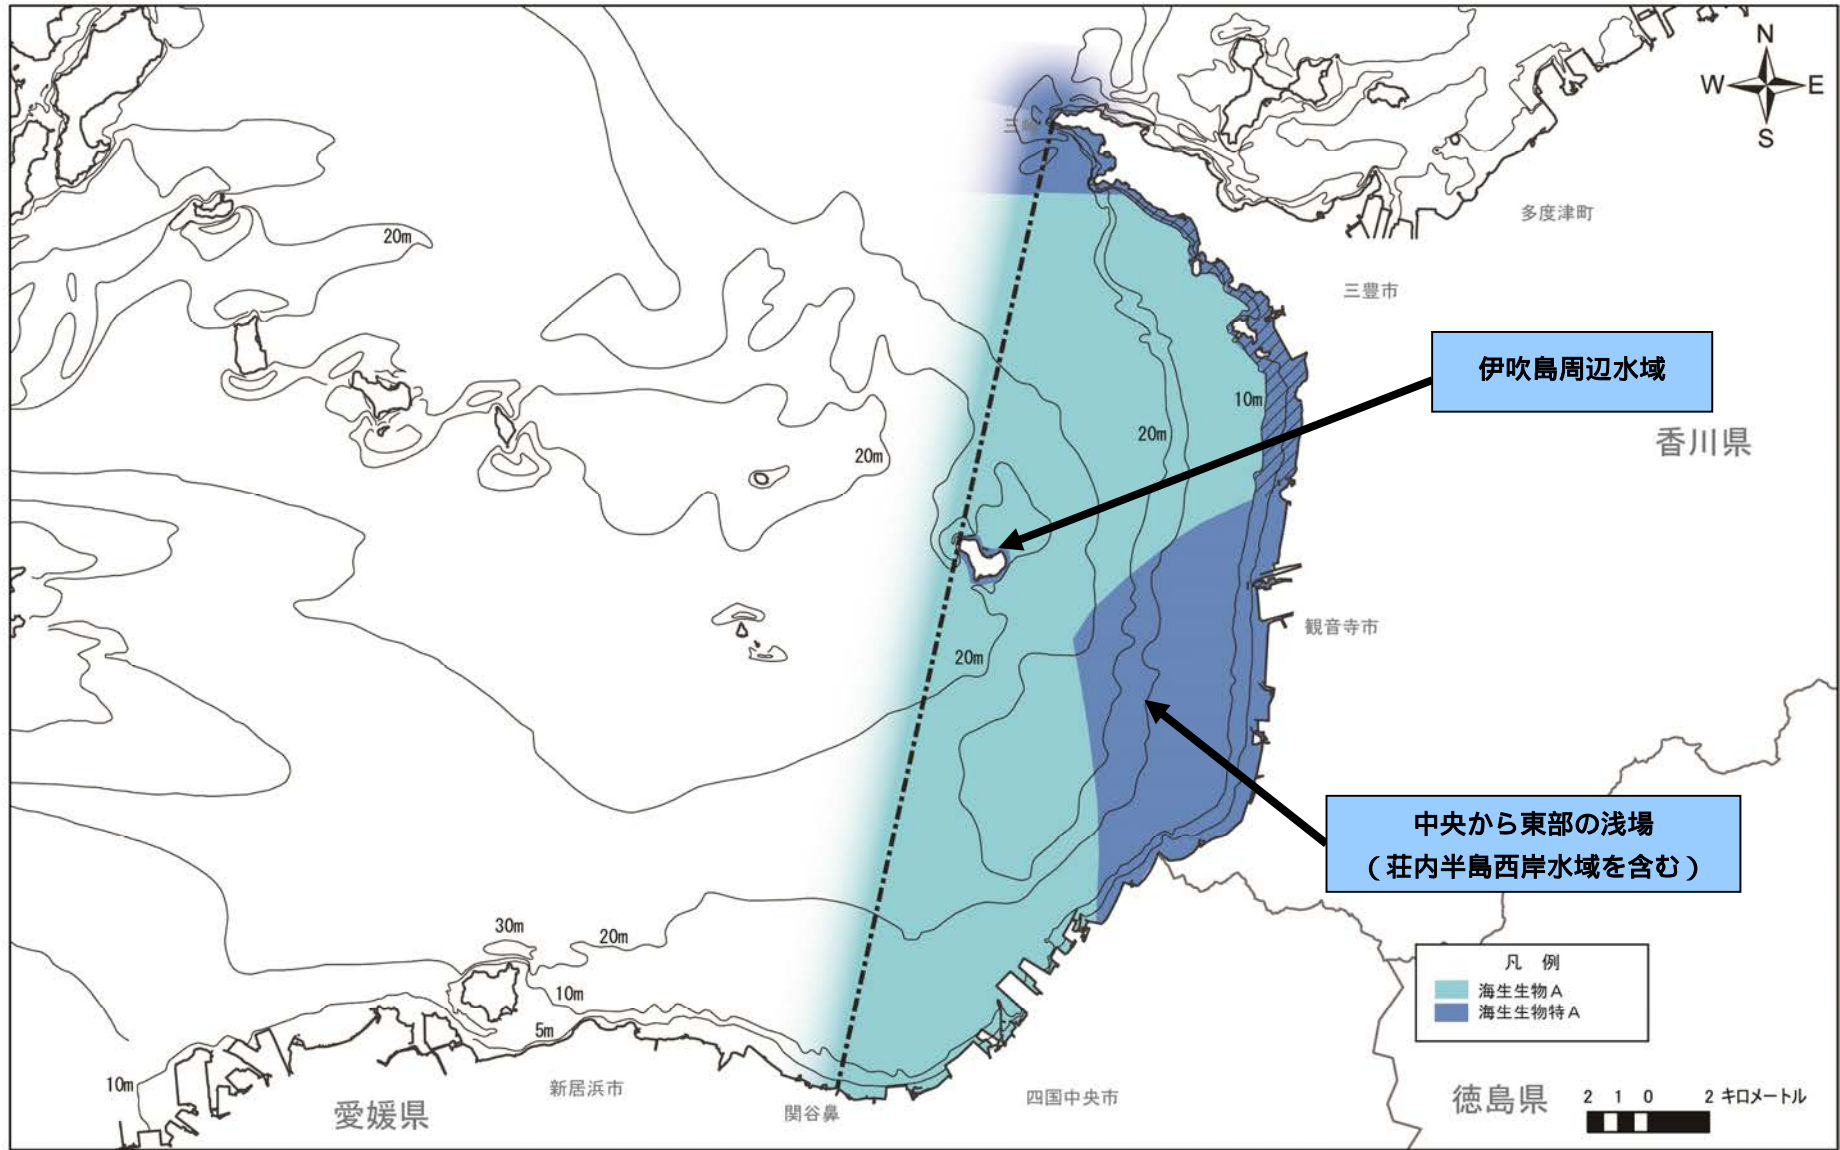 N
W
E
S
三崎
多度津町
20m
三豊市
伊吹島周辺水域
10m
20m
20m
香川県
観音寺市
20m
中央から東部の浅場
(荘内半島西岸水域を含む)
30m
20m
凡 例
海生生物A
海生生物特A
10m
5m
10m
新居浜市
関谷鼻
四国中央市
愛媛県
徳島県
2 1 0 2 キロメートル